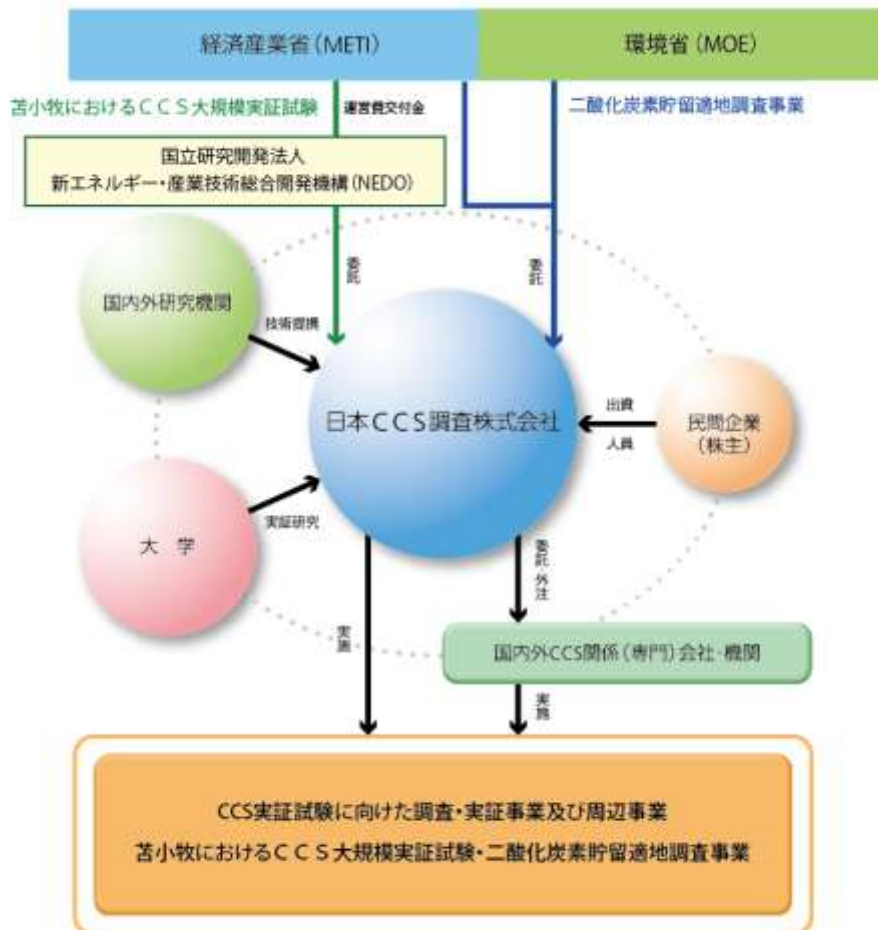 経済産業省(METI)
環境省(MOE)
苫小牧におけるCCS大規模実証試験
運営費交付金
二酸化炭素貯留適地調査事業
国立研究開発法人
新エネルギー・産業技術総合開発機構(NEDO)
委託
委託
国内外研究機関
技術提携
日本CCS調査株式会社
出資
人員
民間企業
(株主)
大 学
実証研究
委託・外注
実施
国内外CCS関係(専門)会社・機関
実施
CCS実証試験に向けた調査・実証事業及び周辺事業
苫小牧におけるCCS大規模実証試験・二酸化炭素貯留適地調査事業